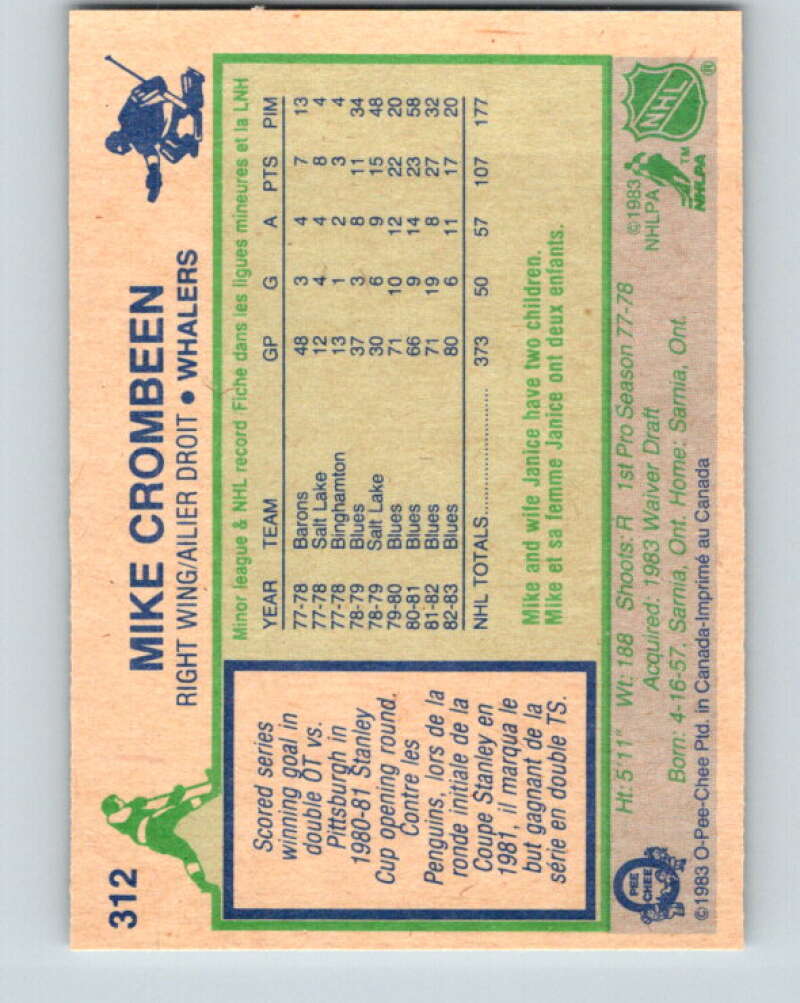 312
MIKE CROMBEEN
RIGHT WING/AILIER DROIT • WHALERS
Scored series
winning goal in
double OT vs.
Pittsburgh in
1980-81 Stanley
Cup opening round.
Contre les
Penguins, lors de la
ronde initiale de la
Coupe Stanley en
1981, il marqua le
but gagnant de la
série en double TS.
Minor league & NHL record Fiche dans les ligues mineures et la LNH
YEAR TEAM GP G A PTS PIM
77-78 Barons 48 3 4 7 13
77-78 Salt Lake 12 4 4 8 4
77-78 Binghamton 13 1 2 3 4
78-79 Blues 37 3 8 11 34
78-79 Salt Lake 30 6 9 15 48
79-80 Blues 71 10 12 22 20
80-81 Blues 66 9 14 23 58
81-82 Blues 71 19 8 27 32
82-83 Blues 80 6 11 17 20
NHL TOTALS 373 50 57 107 177
Mike and wife Janice have two children.
Mike et sa femme Janice ont deux enfants.
Ht: 5'11" Wt: 188 Shoots: R 1st Pro Season 77-78
Acquired: 1983 Waiver Draft
Born: 4-16-57, Sarnia, Ont. Home: Sarnia, Ont.
©1983 O-Pee-Chee Ptd. in Canada-Imprimé au Canada
O PEE CHEE
©1983
NHLPA
NHLPA ™
NHL ®